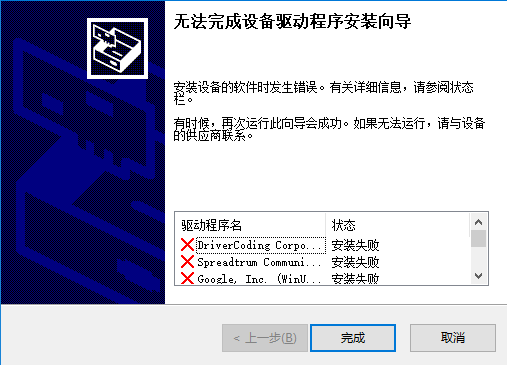 无法完成设备驱动程序安装向导
安装设备的软件时发生错误。有关详细信息，请参阅状态
栏。
有时候，再次运行此向导会成功。如果无法运行，请与设备
的供应商联系。
驱动程序名 状态
DriverCoding Corpo... 安装失败
Spreadtrum Communi... 安装失败
Google, Inc. (WinU... 安装失败
< 上一步(B) 完成 取消